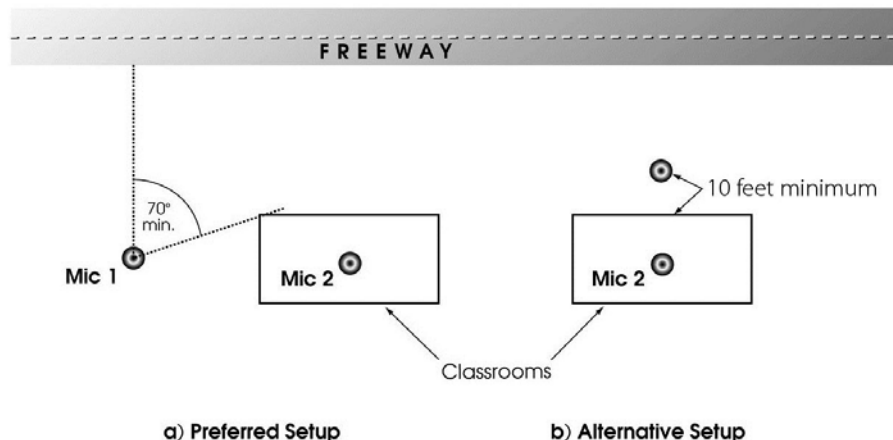 FREEWAY
70°
min.
Mic 1
Mic 2
10 feet minimum
Mic 2
Classrooms
a) Preferred Setup
b) Alternative Setup